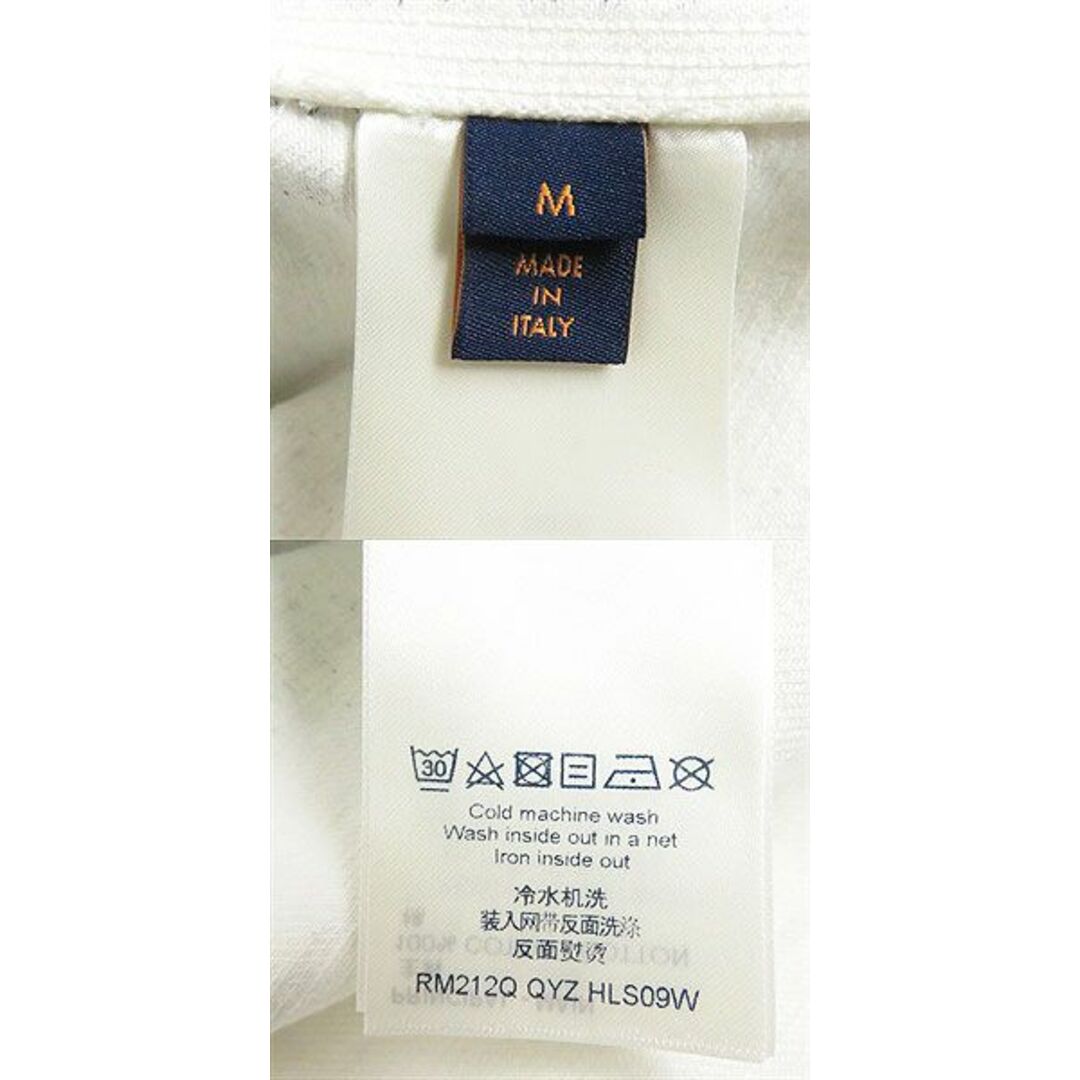 M
MADE
IN
ITALY
30
Cold machine wash
Wash inside out in a net
Iron inside out
冷水机洗
装入网带反面洗涤
反面熨烫
RM212Q QYZ HLS09W